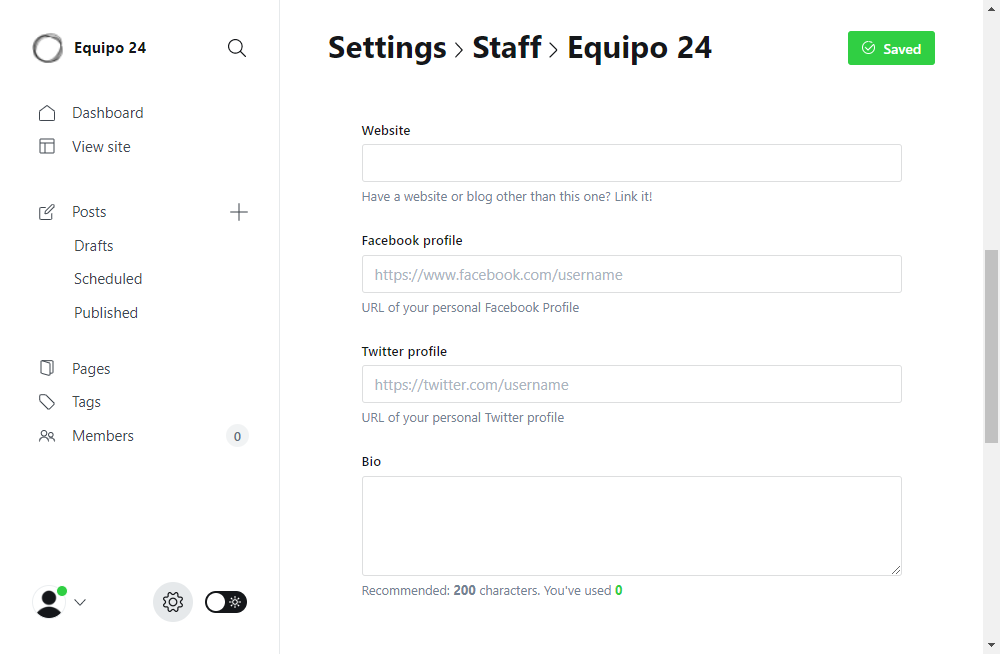 Equipo 24
Settings > Staff > Equipo 24
Saved
Dashboard
View site
Posts
Drafts
Scheduled
Published
Pages
Tags
Members
0
Website
Have a website or blog other than this one? Link it!
Facebook profile
https://www.facebook.com/username
URL of your personal Facebook Profile
Twitter profile
https://twitter.com/username
URL of your personal Twitter profile
Bio
Recommended: 200 characters. You've used 0